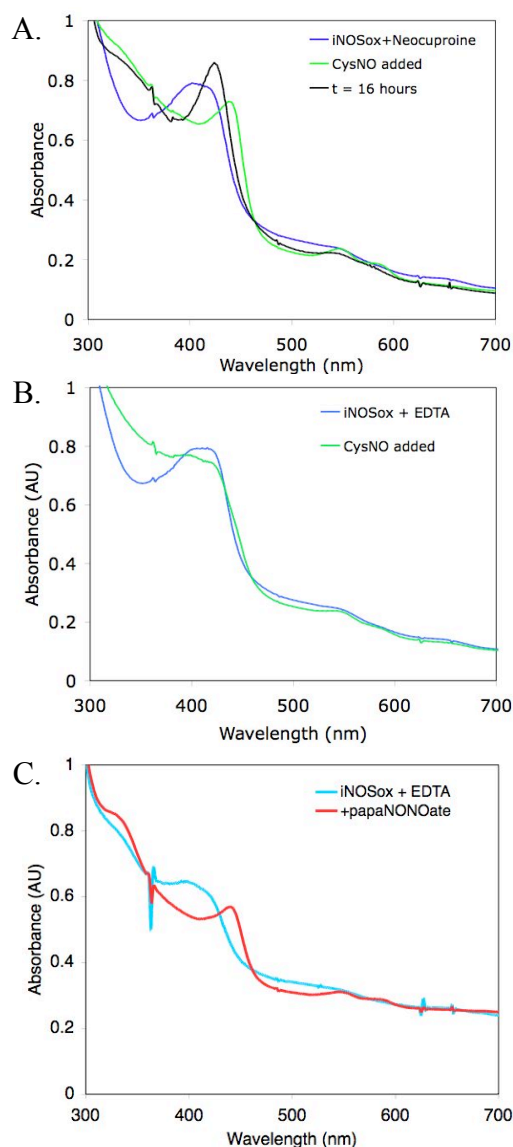 A.
iNOSox+Neocuproine
CysNO added
t = 16 hours
Absorbance
1
0.8
0.6
0.4
0.2
0
300 400 500 600 700
Wavelength (nm)
B.
iNOSox + EDTA
CysNO added
Absorbance (AU)
1
0.8
0.6
0.4
0.2
0
300 400 500 600 700
Wavelength (nm)
C.
iNOSox + EDTA
+papaNONOate
Absorbance (AU)
1
0.8
0.6
0.4
0.2
0
300 400 500 600 700
Wavelength (nm)